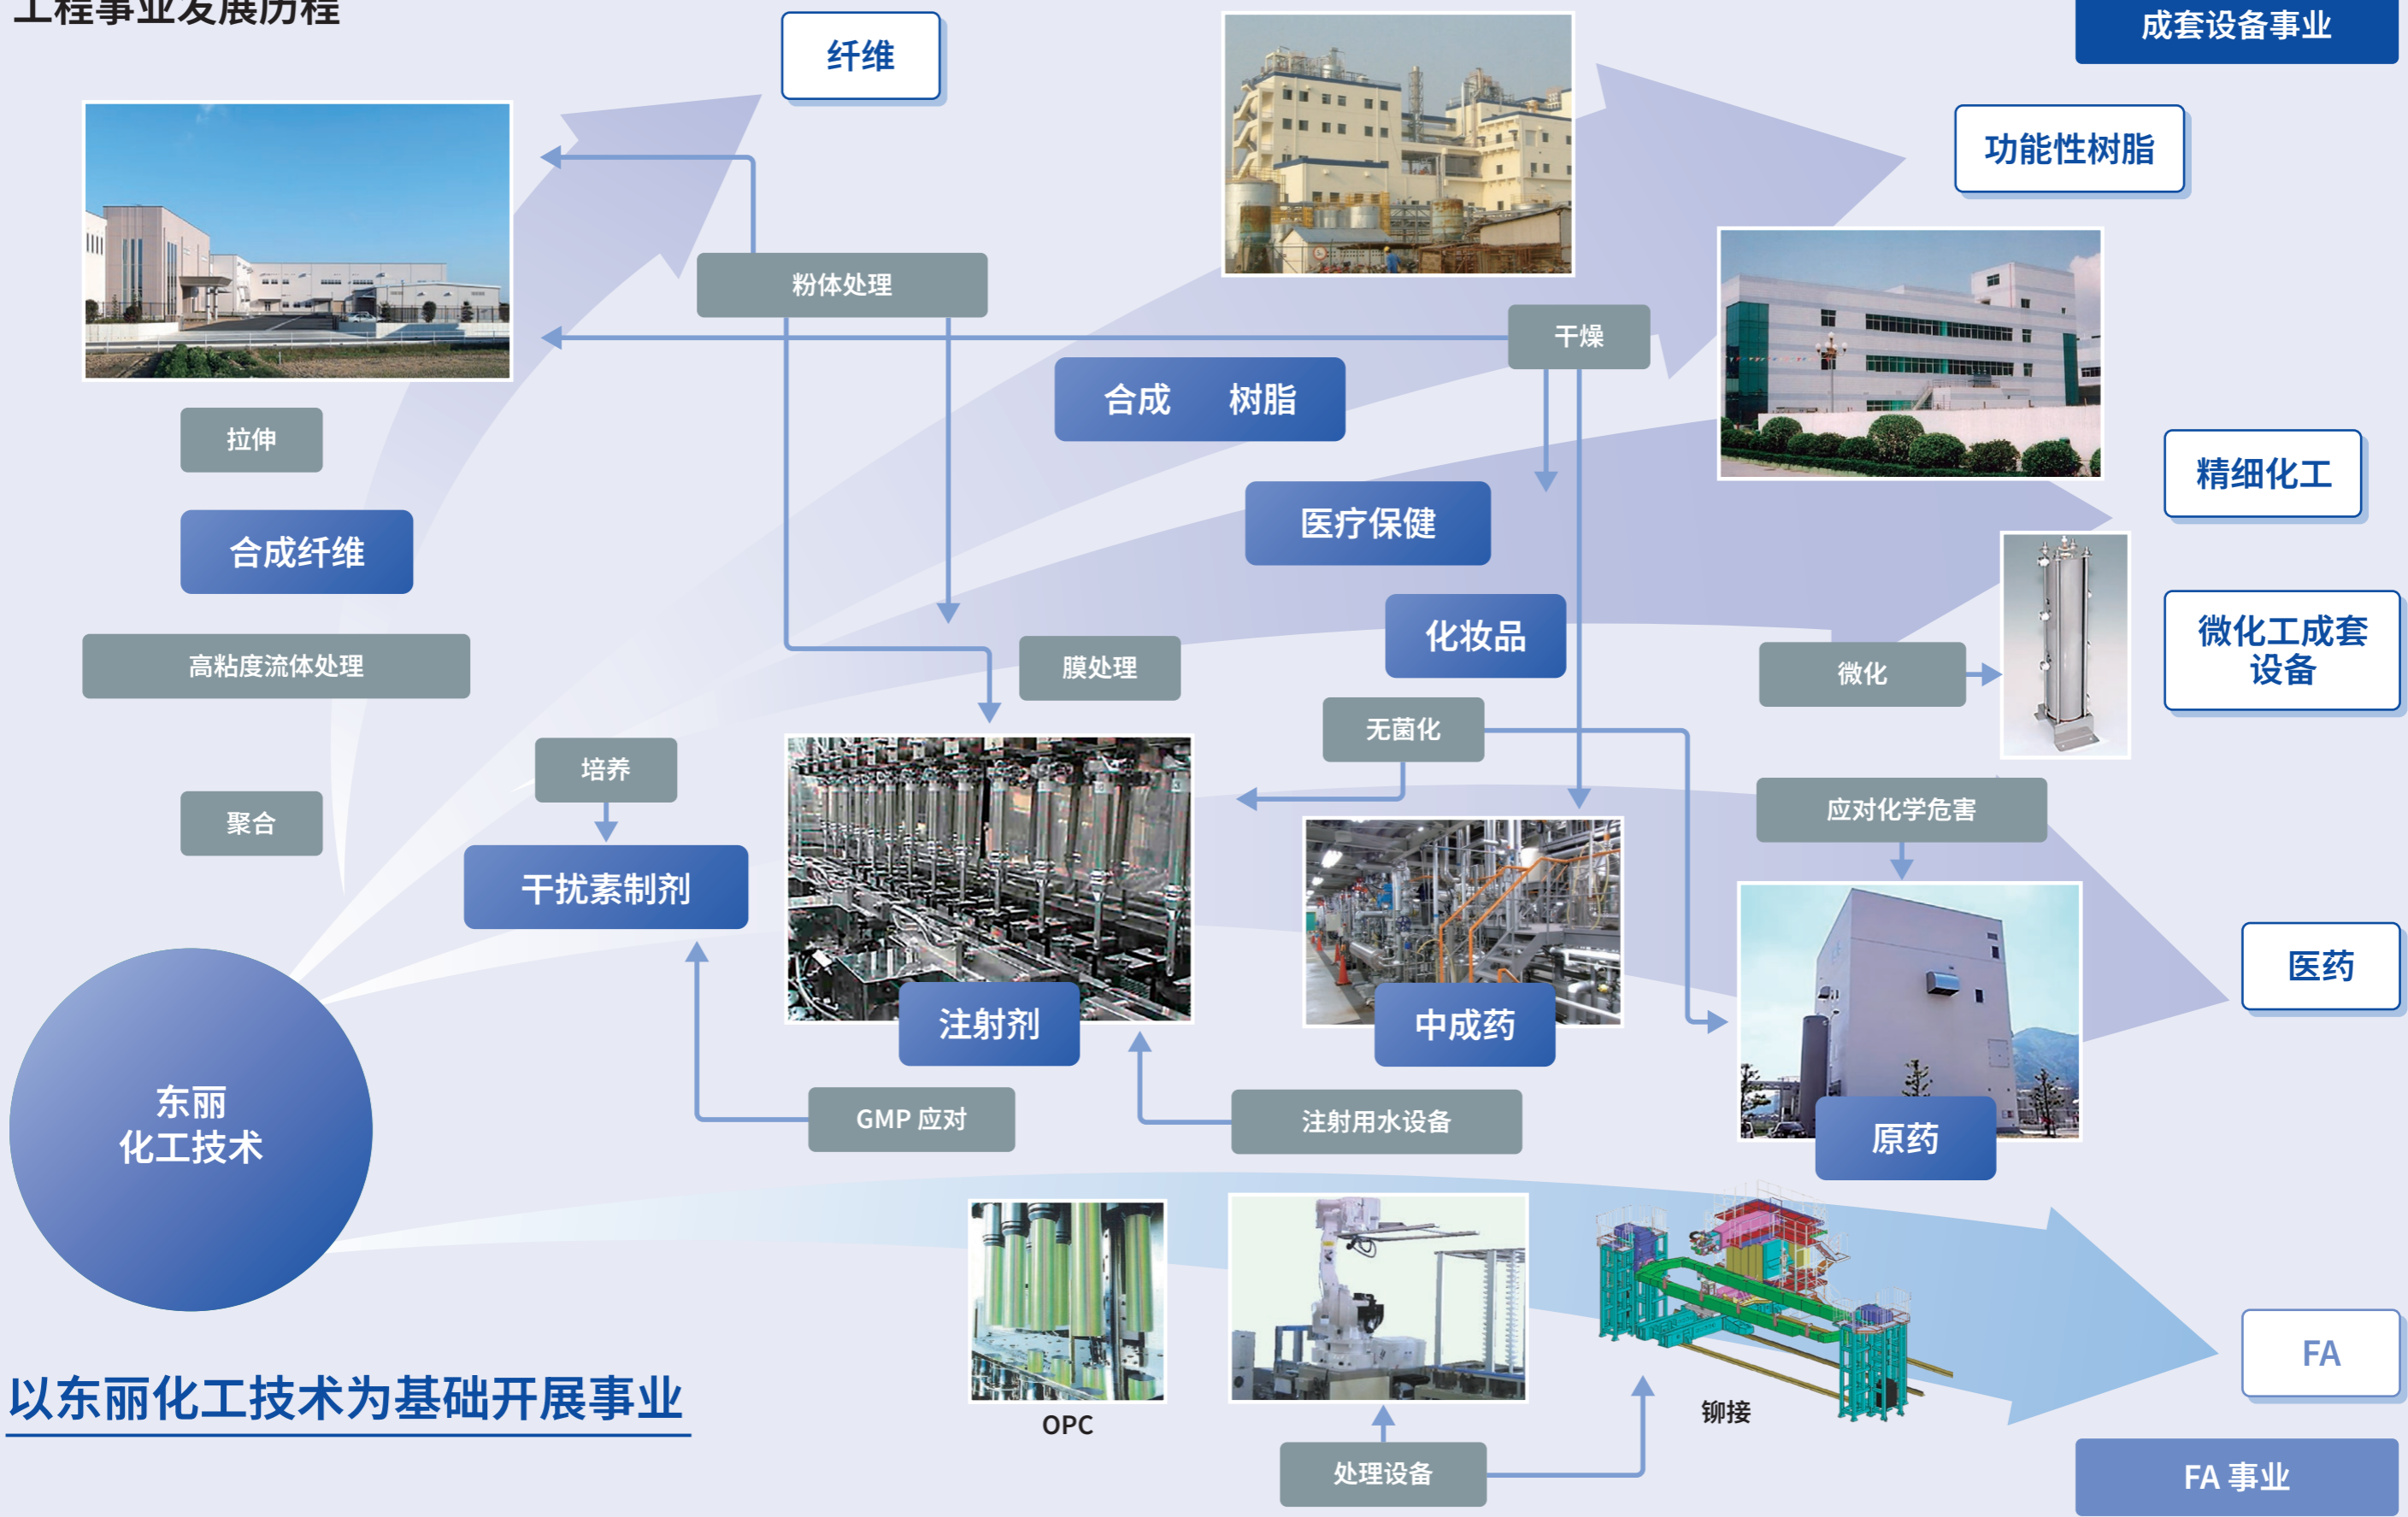 工程事业发展历程
成套设备事业
纤维
功能性树脂
粉体处理
干燥
合成 树脂
拉伸
精细化工
医疗保健
合成纤维
化妆品
微化工成套
设备
高粘度流体处理
膜处理
微化
无菌化
培养
应对化学危害
聚合
干扰素制剂
医药
注射剂
中成药
东丽
化工技术
GMP 应对
注射用水设备
原药
FA
以东丽化工技术为基础开展事业
OPC
铆接
处理设备
FA 事业